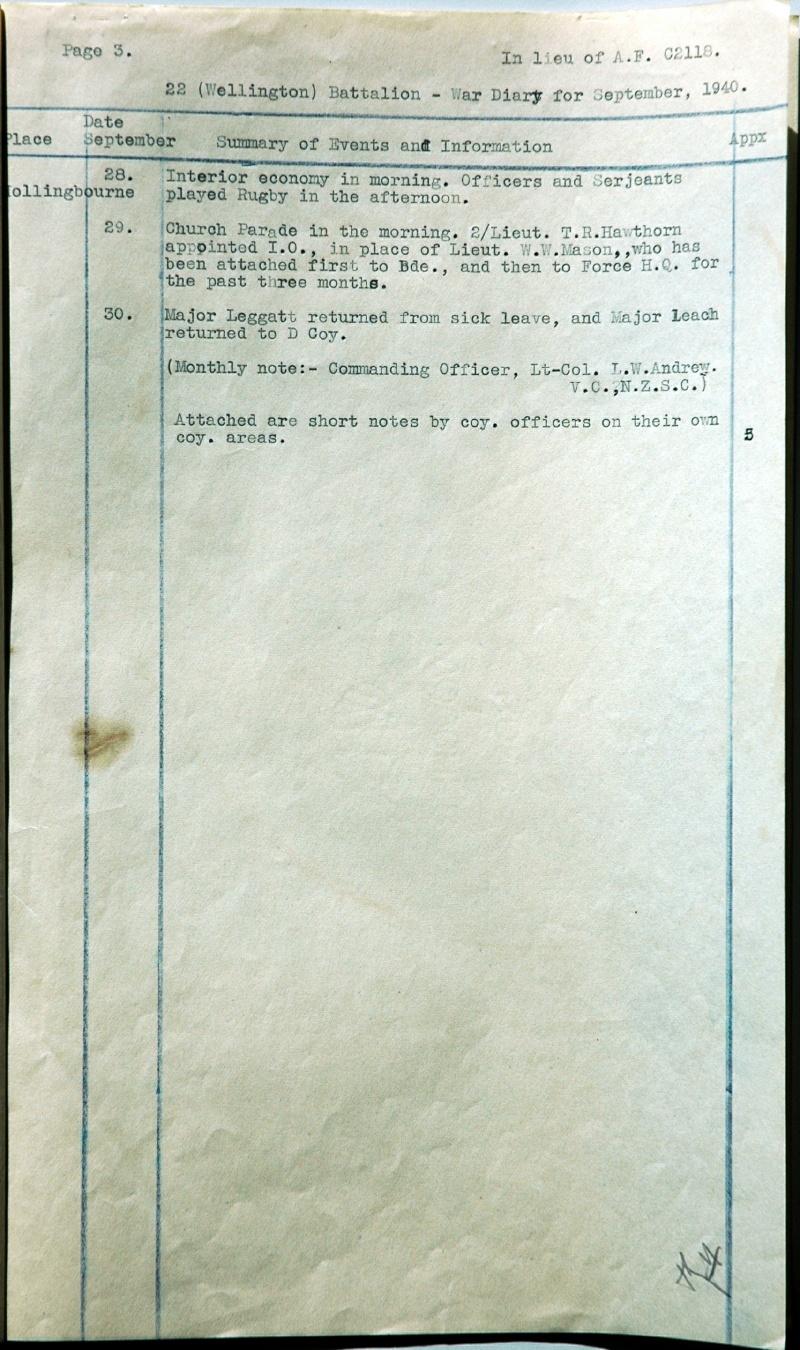 Page 3.
In lieu of A.F. C2118.
22 (Wellington) Battalion - War Diary for September, 1940.
Date
Place September Summary of Events and Information Appx
28. Interior economy in morning. Officers and Serjeants
ollingbourne played Rugby in the afternoon.
29. Church Parade in the morning. 2/Lieut. T.R.Hawthorn
appointed I.O., in place of Lieut. W.W.Mason,,who has
been attached first to Bde., and then to Force H.Q. for
the past three months.
30. Major Leggatt returned from sick leave, and Major Leach
returned to D Coy.
(Monthly note:- Commanding Officer, Lt-Col. L.W.Andrew.
V.C.,N.Z.S.C.)
Attached are short notes by coy. officers on their own
coy. areas. 5